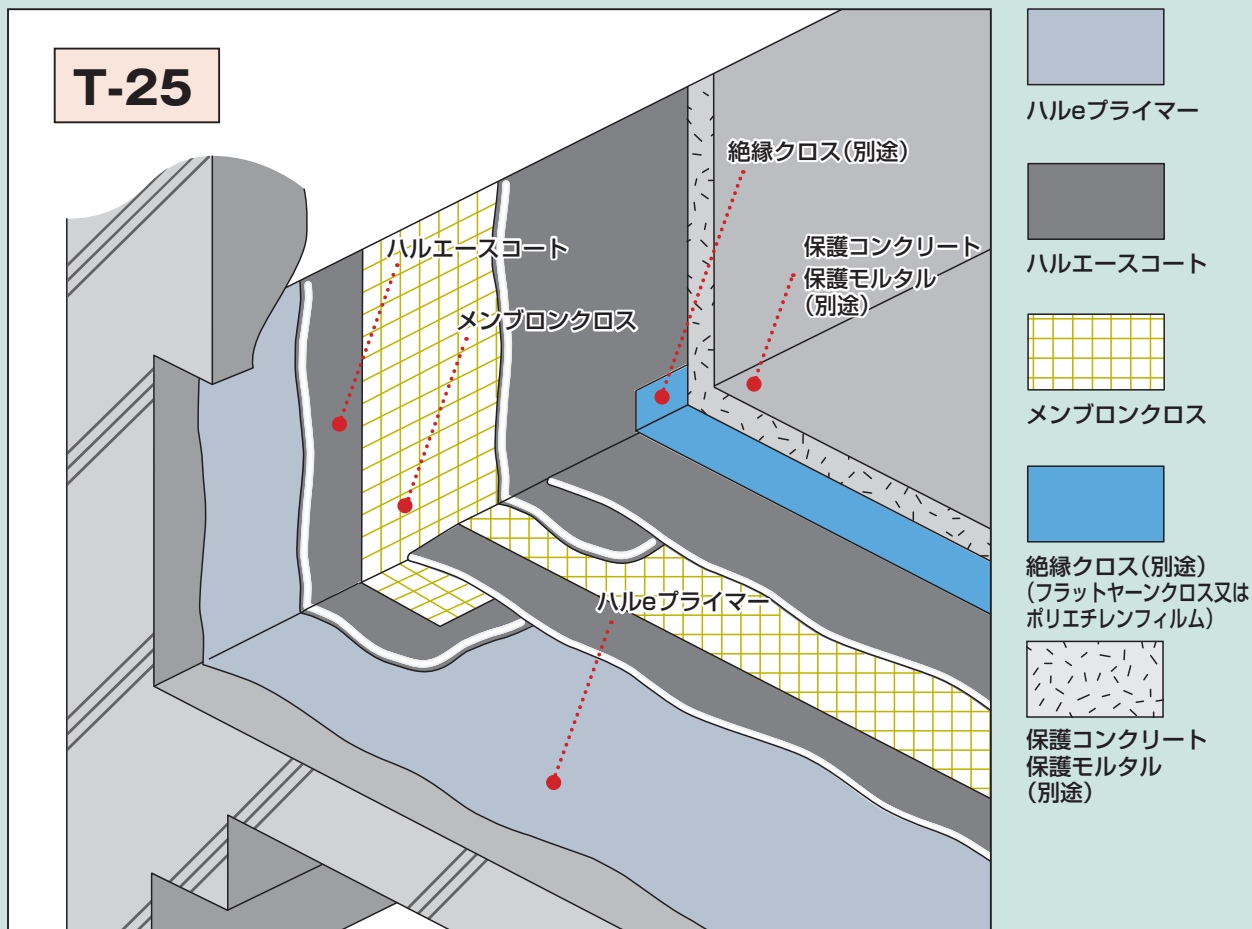 T-25
絶縁クロス(別途)
ハルエースコート
保護コンクリート
保護モルタル
(別途)
メンブロンクロス
ハルeプライマー
ハルeプライマー
ハルエースコート
メンブロンクロス
絶縁クロス(別途)
(フラットヤーンクロス又は
ポリエチレンフィルム)
保護コンクリート
保護モルタル
(別途)